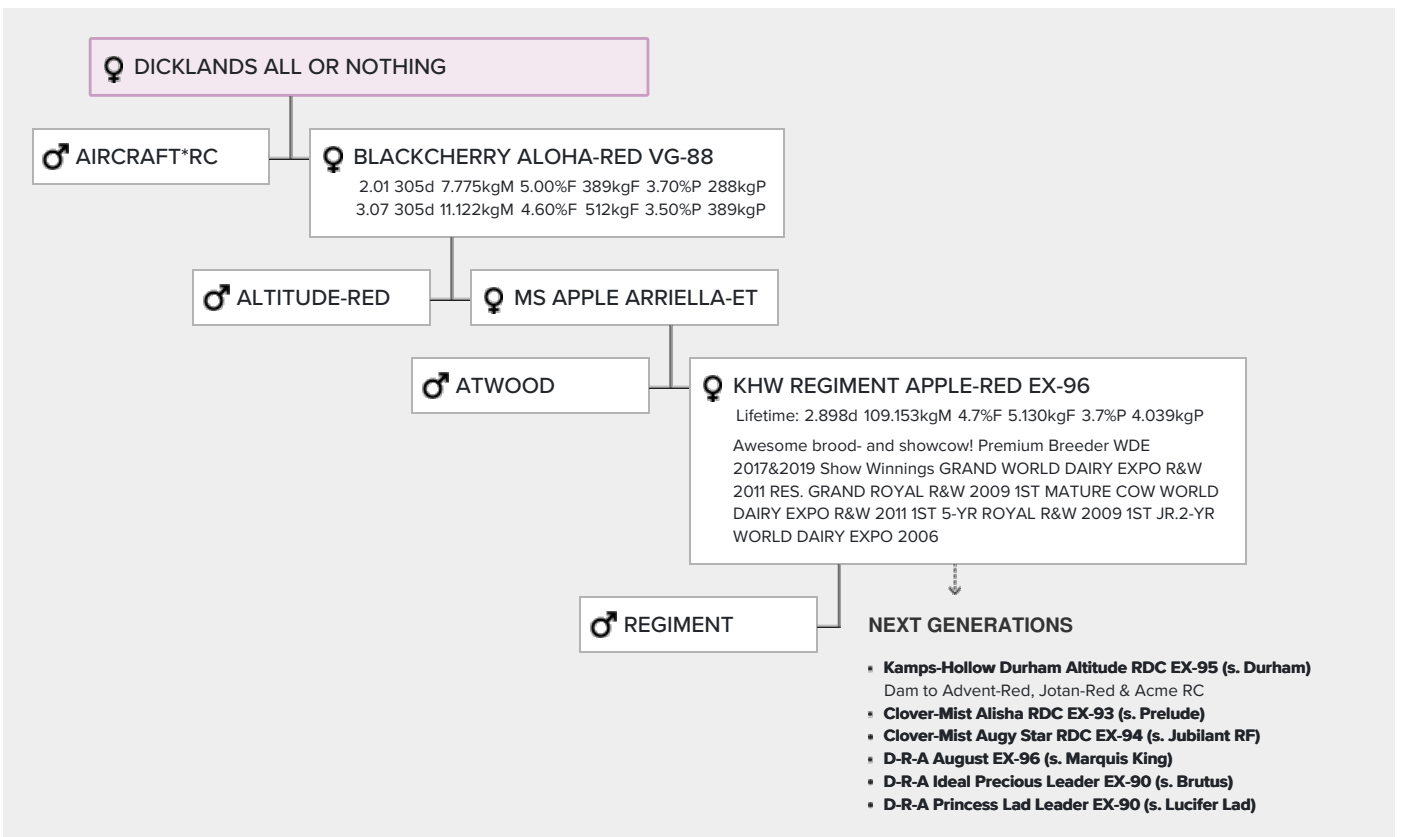 DICKLANDS ALL OR NOTHING
AIRCRAFT*RC
BLACKCHERRY ALOHA-RED VG-88
2.01 305d 7.775kgM 5.00%F 389kgF 3.70%P 288kgP
3.07 305d 11.122kgM 4.60%F 512kgF 3.50%P 389kgP
ALTITUDE-RED
MS APPLE ARRIELLA-ET
ATWOOD
KHW REGIMENT APPLE-RED EX-96
Lifetime: 2.898d 109.153kgM 4.7%F 5.130kgF 3.7%P 4.039kgP
Awesome brood- and showcow! Premium Breeder WDE
2017&2019 Show Winnings GRAND WORLD DAIRY EXPO R&W
2011 RES. GRAND ROYAL R&W 2009 1ST MATURE COW WORLD
DAIRY EXPO R&W 2011 1ST 5-YR ROYAL R&W 2009 1ST JR.2-YR
WORLD DAIRY EXPO 2006
REGIMENT
NEXT GENERATIONS
• Kamps-Hollow Durham Altitude RDC EX-95 (s. Durham)
Dam to Advent-Red, Jotan-Red & Acme RC
• Clover-Mist Alisha RDC EX-93 (s. Prelude)
• Clover-Mist Augy Star RDC EX-94 (s. Jubilant RF)
• D-R-A August EX-96 (s. Marquis King)
• D-R-A Ideal Precious Leader EX-90 (s. Brutus)
• D-R-A Princess Lad Leader EX-90 (s. Lucifer Lad)